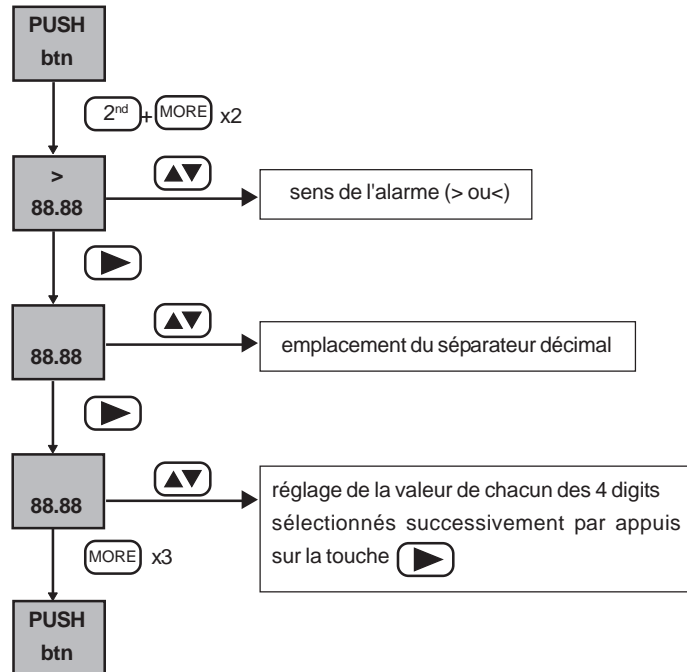 PUSH
btn
2nd + MORE x2
>
88.88
sens de l'alarme (> ou<)
88.88
emplacement du séparateur décimal
88.88
réglage de la valeur de chacun des 4 digits
sélectionnés successivement par appuis
sur la touche
MORE x3
PUSH
btn